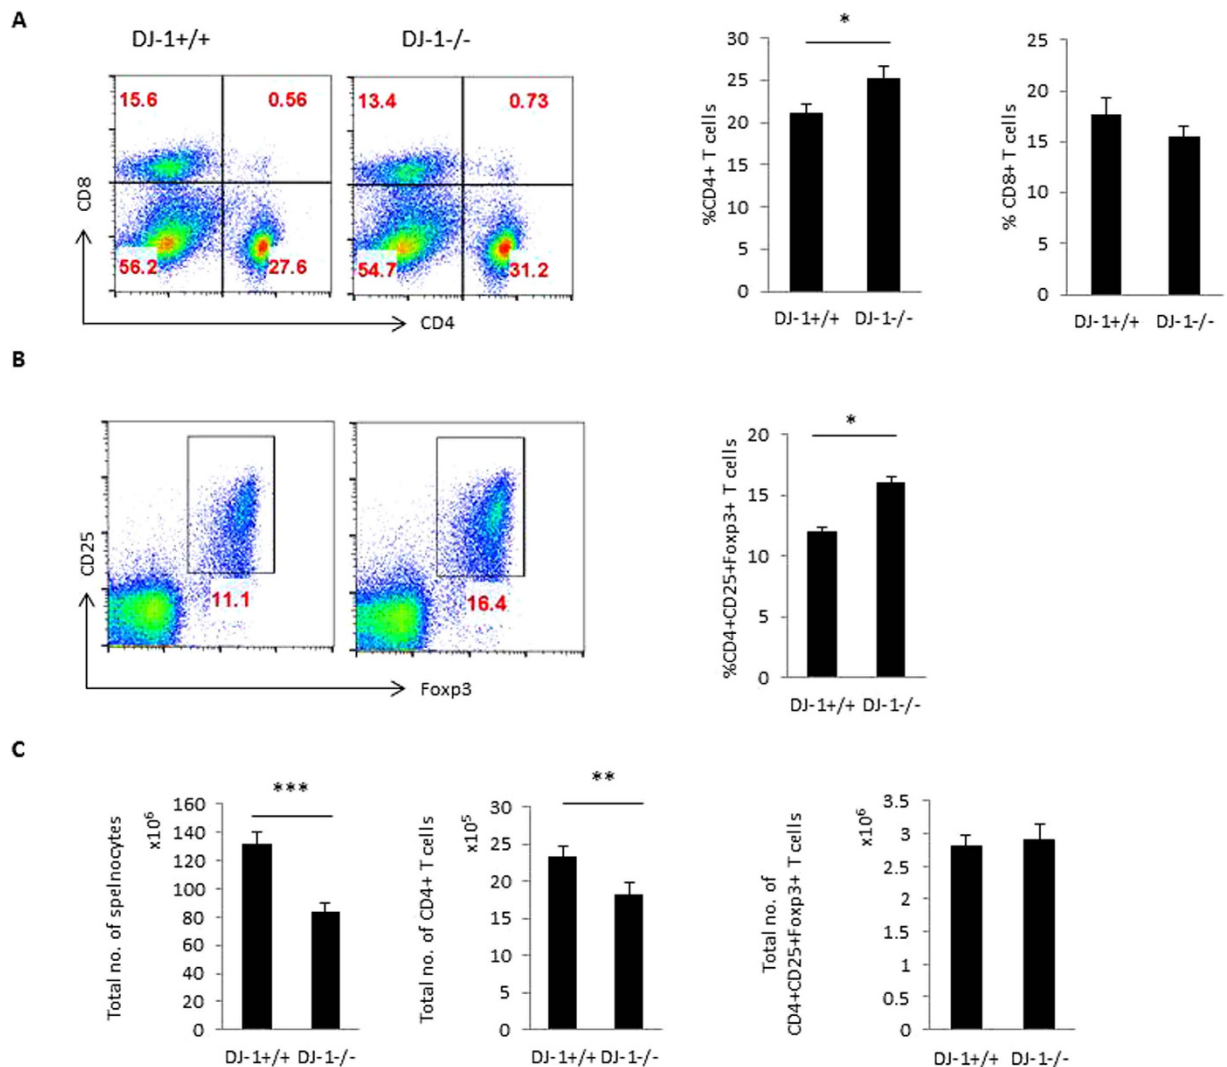 A
DJ-1+/+
DJ-1-/-
15.6
0.56
13.4
0.73
56.2
27.6
54.7
31.2
CD8
CD4
*
%CD4+ T cells
30
25
20
15
10
5
0
DJ-1+/+ DJ-1-/-
% CD8+ T cells
25
20
15
10
5
0
DJ-1+/+ DJ-1-/-
B
11.1
16.4
CD25
Foxp3
*
%CD4+CD25+Foxp3+ T cells
20
15
10
5
0
DJ-1+/+ DJ-1-/-
C
***
Total no. of spelnocytes
x10⁶
160
140
120
100
80
60
40
20
0
DJ-1+/+ DJ-1-/-
**
Total no. of CD4+ T cells
x10⁵
30
25
20
15
10
5
0
DJ-1+/+ DJ-1-/-
Total no. of
CD4+CD25+Foxp3+ T cells
x10⁶
3.5
3
2.5
2
1.5
1
0.5
0
DJ-1+/+ DJ-1-/-